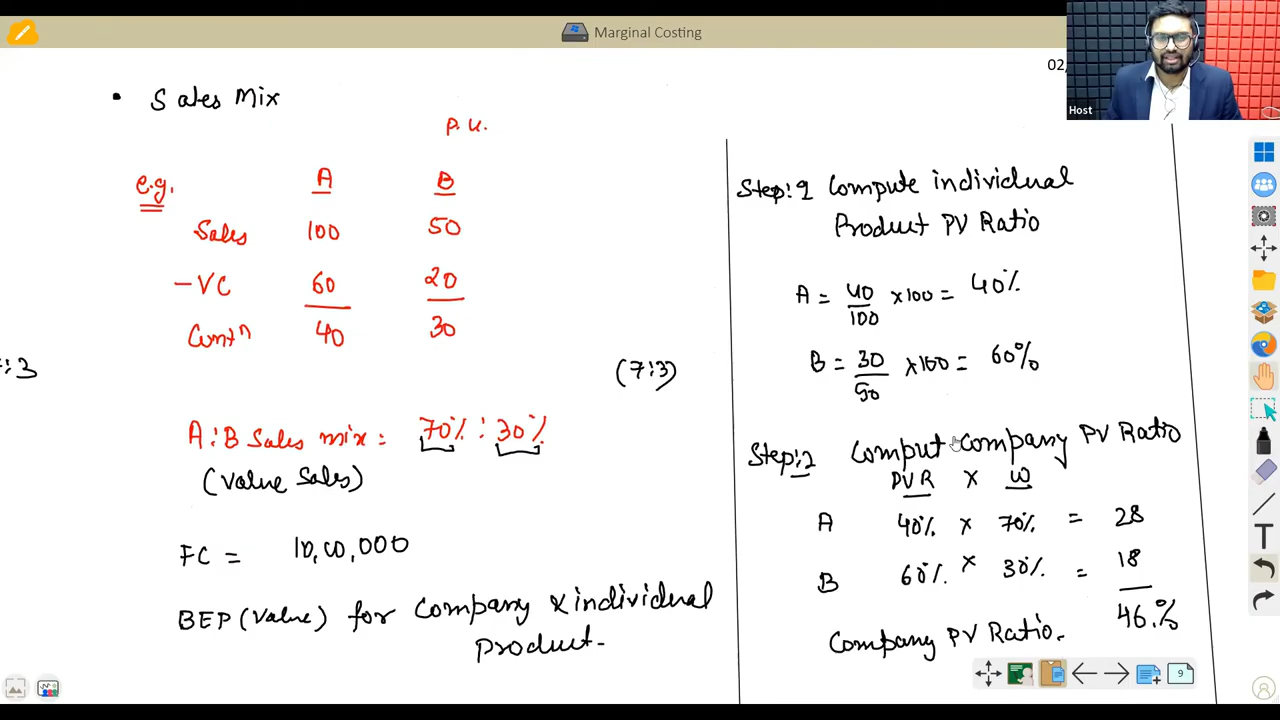 Marginal Costing
02/
Host
• Sales Mix
P.U.
e.g. A B
Sales 100 50
- VC 60 20
Contn 40 30
7:3
(7:3)
A:B Sales mix = 70% : 30%
(Value Sales)
FC = 10,00,000
BEP (Value) for Company & individual
Product.
Step:1 Compute individual
Product PV Ratio
A = 40/100 x100 = 40%
B = 30/50 x100 = 60%
Step:2 Comput Company PV Ratio
PVR x W
A 40% x 70% = 28
B 60% x 30% = 18
46.%
Company PV Ratio.
9